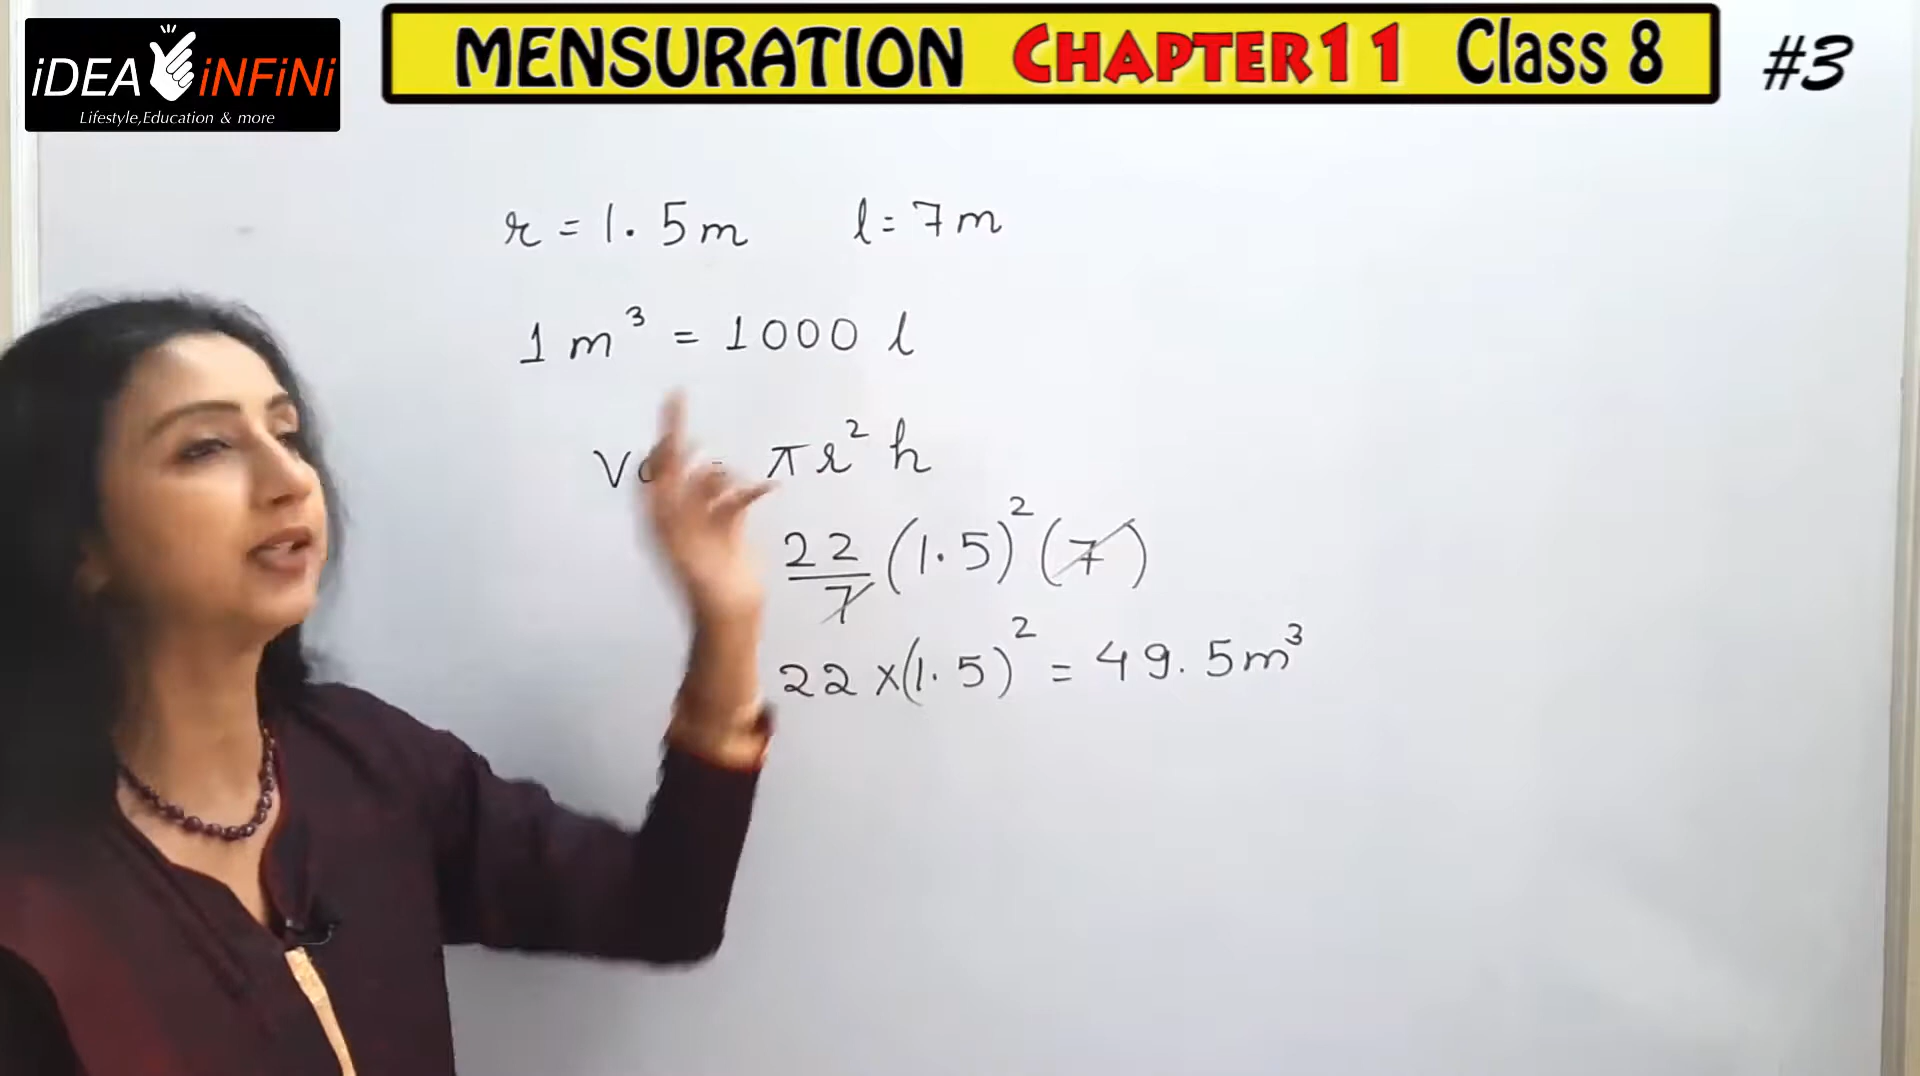 iDEA iNFiNi
Lifestyle,Education & more
MENSURATION CHAPTER11 Class 8 #3
r = 1.5m l = 7m
1 m³ = 1000 l
= πr²h
22/7 (1.5)² (7)
22 x (1.5)² = 49.5m³